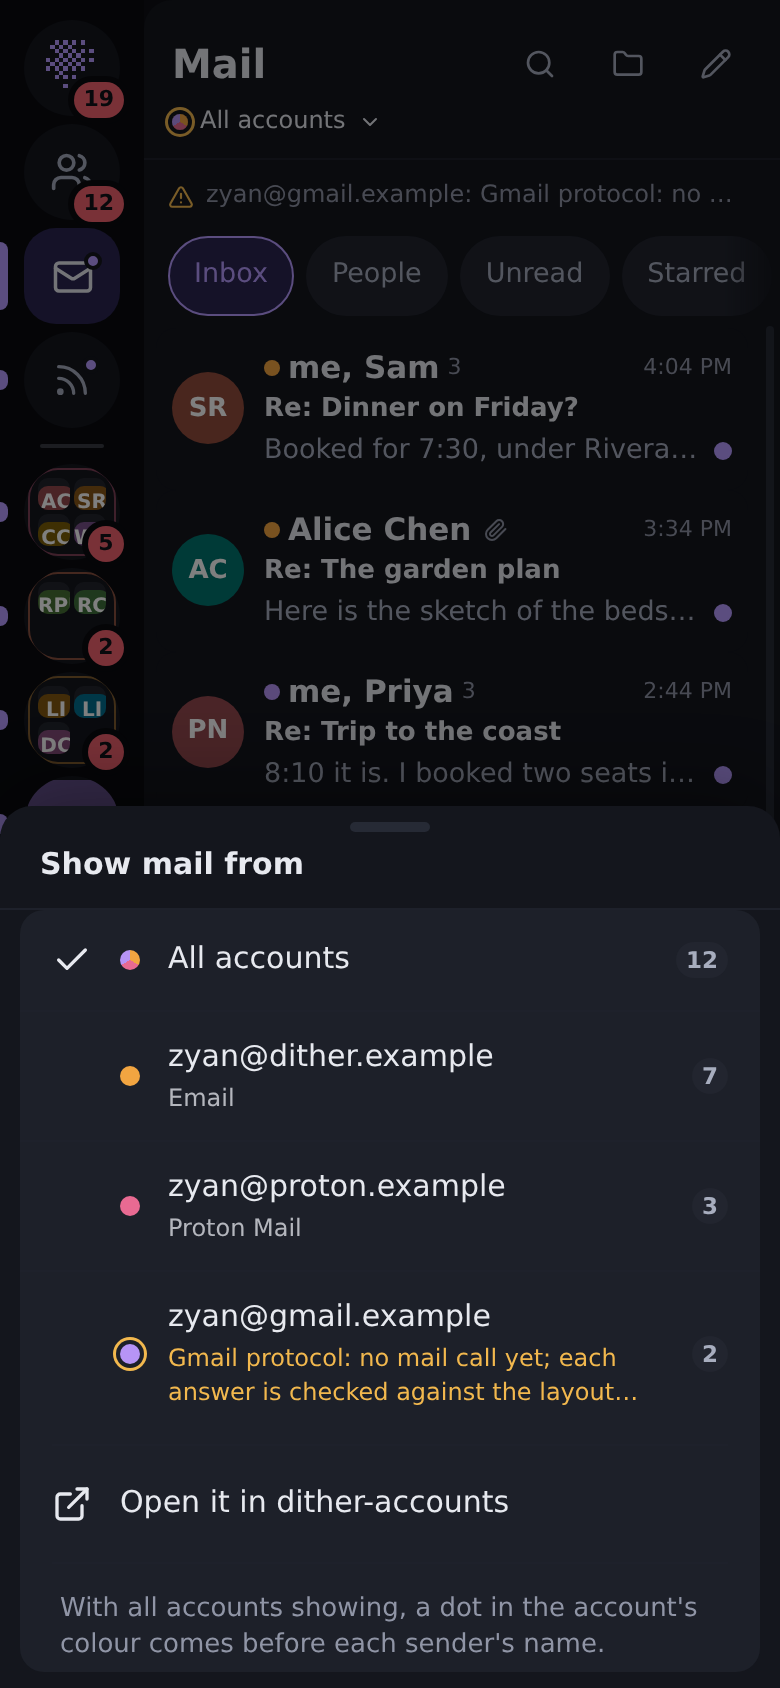 19
Mail
All accounts
12
zyan@gmail.example: Gmail protocol: no ...
Inbox
People
Unread
Starred
SR
me, Sam 3
4:04 PM
Re: Dinner on Friday?
Booked for 7:30, under Rivera...
AC
SR
CC
5
AC
Alice Chen
3:34 PM
Re: The garden plan
Here is the sketch of the beds...
RP
RC
2
PN
me, Priya 3
2:44 PM
Re: Trip to the coast
8:10 it is. I booked two seats i...
LI
LI
DC
2
Show mail from
All accounts
12
zyan@dither.example
Email
7
zyan@proton.example
Proton Mail
3
zyan@gmail.example
Gmail protocol: no mail call yet; each
answer is checked against the layout...
2
Open it in dither-accounts
With all accounts showing, a dot in the account's
colour comes before each sender's name.